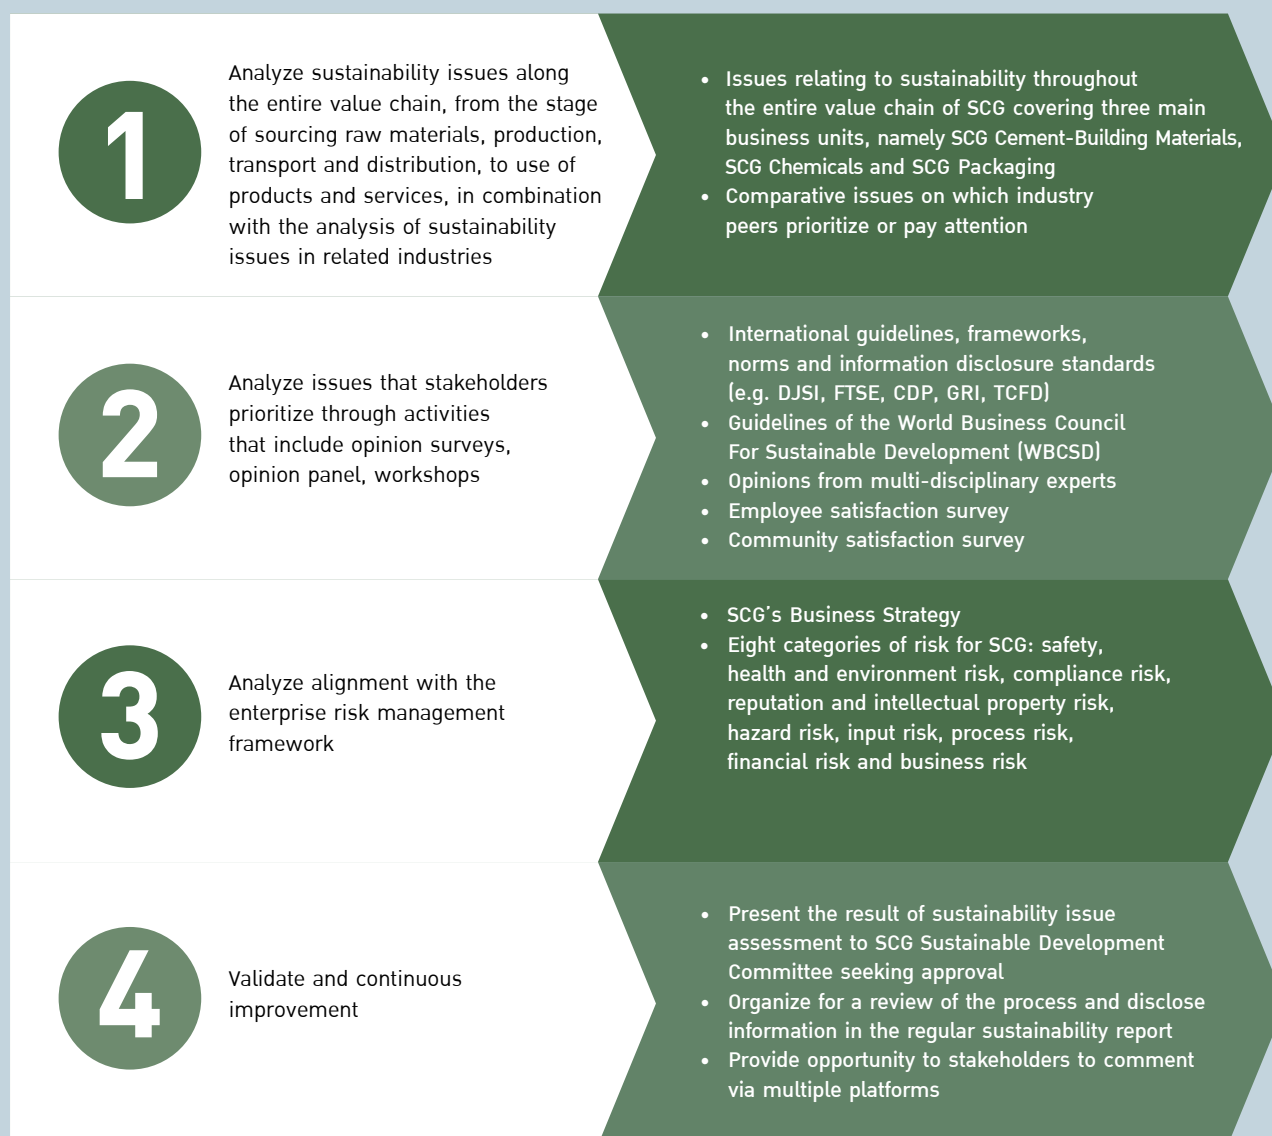 1
Analyze sustainability issues along
the entire value chain, from the stage
of sourcing raw materials, production,
transport and distribution, to use of
products and services, in combination
with the analysis of sustainability
issues in related industries
• Issues relating to sustainability throughout
the entire value chain of SCG covering three main
business units, namely SCG Cement-Building Materials,
SCG Chemicals and SCG Packaging
• Comparative issues on which industry
peers prioritize or pay attention
2
Analyze issues that stakeholders
prioritize through activities
that include opinion surveys,
opinion panel, workshops
• International guidelines, frameworks,
norms and information disclosure standards
(e.g. DJSI, FTSE, CDP, GRI, TCFD)
• Guidelines of the World Business Council
For Sustainable Development (WBCSD)
• Opinions from multi-disciplinary experts
• Employee satisfaction survey
• Community satisfaction survey
3
Analyze alignment with the
enterprise risk management
framework
• SCG's Business Strategy
• Eight categories of risk for SCG: safety,
health and environment risk, compliance risk,
reputation and intellectual property risk,
hazard risk, input risk, process risk,
financial risk and business risk
4
Validate and continuous
improvement
• Present the result of sustainability issue
assessment to SCG Sustainable Development
Committee seeking approval
• Organize for a review of the process and disclose
information in the regular sustainability report
• Provide opportunity to stakeholders to comment
via multiple platforms